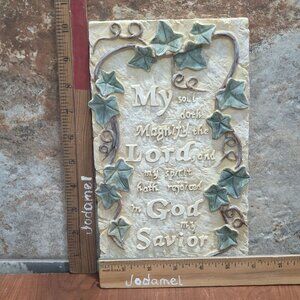 My soul
doth
Magnify the
Lord, and
my spirit
hath rejoiced
in God
my
Savior
Jodamel
Jodamel